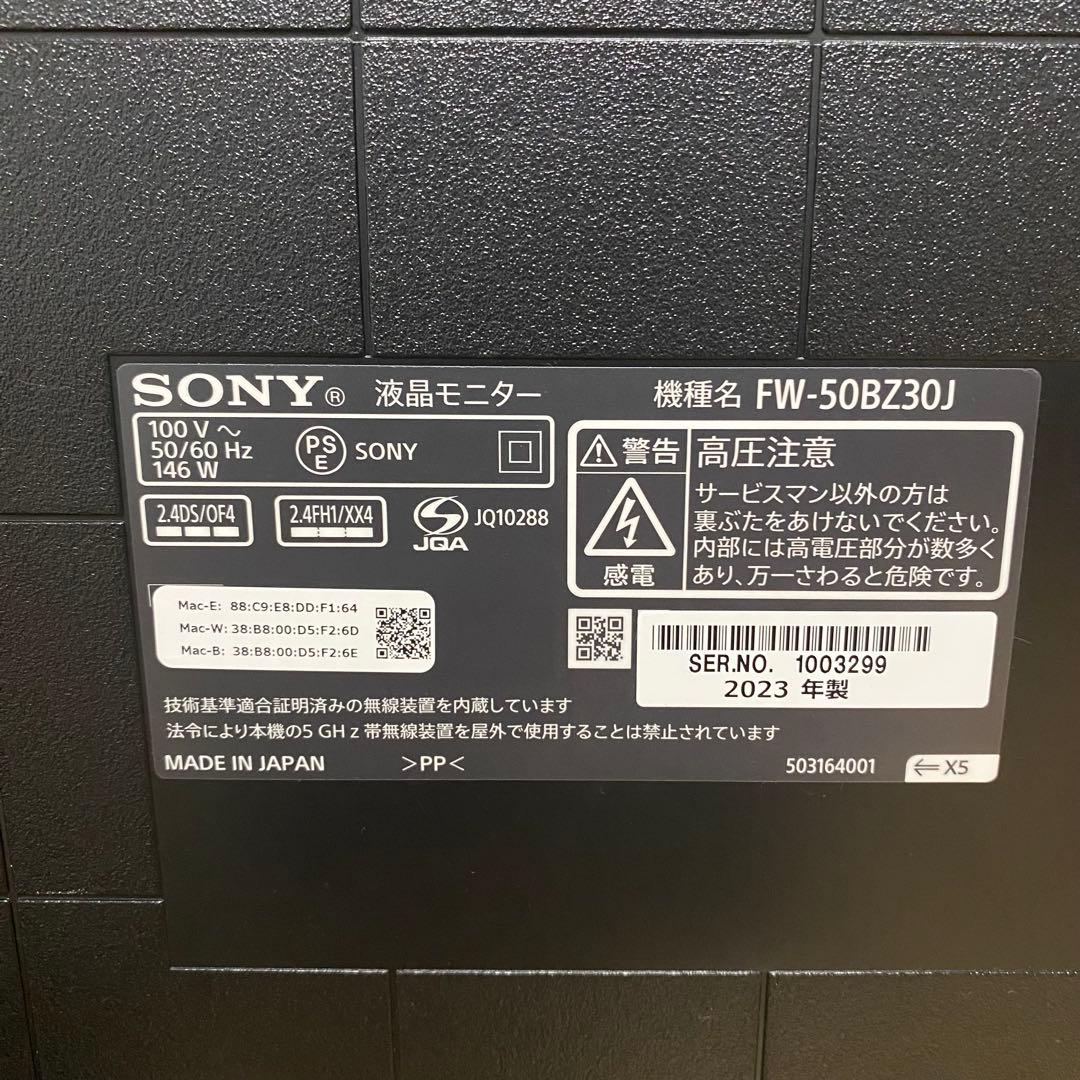 SONY® 液晶モニター 機種名 FW-50BZ30J
100 V ～
50/60 Hz
146 W
PSE SONY
2.4DS/OF4 2.4FH1/XX4 JQA JQ10288
警告 高圧注意
サービスマン以外の方は
裏ぶたをあけないでください。
内部には高電圧部分が数多く
あり、万一さわると危険です。
感電
Mac-E: 88:C9:E8:DD:F1:64
Mac-W: 38:B8:00:D5:F2:6D
Mac-B: 38:B8:00:D5:F2:6E
SER.NO. 1003299
2023 年製
技術基準適合証明済みの無線装置を内蔵しています
法令により本機の5 GHz 帯無線装置を屋外で使用することは禁止されています
MADE IN JAPAN >PP< 503164001 ⇐X5